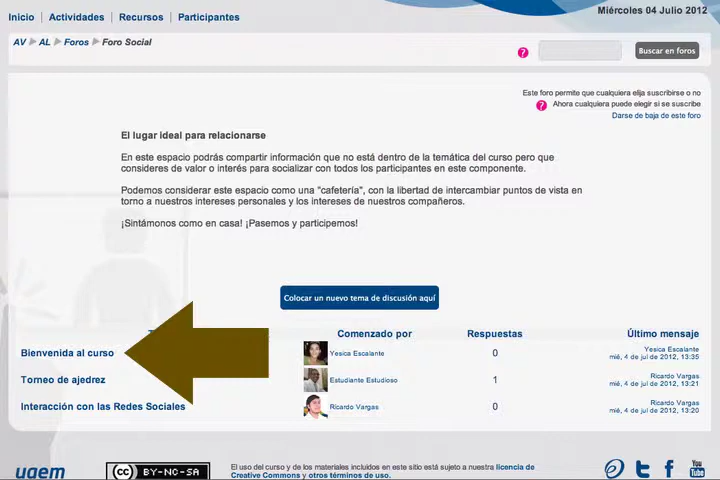 Inicio Actividades Recursos Participantes
Miércoles 04 Julio 2012
AV AL Foros Foro Social
?
Buscar en foros
Este foro permite que cualquiera elija suscribirse o no
? Ahora cualquiera puede elegir si se suscribe
Darse de baja de este foro
El lugar ideal para relacionarse
En este espacio podrás compartir información que no está dentro de la temática del curso pero que
consideres de valor o interés para socializar con todos los participantes en este componente.
Podemos considerar este espacio como una "cafetería", con la libertad de intercambiar puntos de vista en
torno a nuestros intereses personales y los intereses de nuestros compañeros.
¡Sintámonos como en casa! ¡Pasemos y participemos!
Colocar un nuevo tema de discusión aquí
Comenzado por Respuestas Último mensaje
Bienvenida al curso Yesica Escalante 0 Yesica Escalante
mié, 4 de jul de 2012, 13:35
Torneo de ajedrez Estudiante Estudioso 1 Ricardo Vargas
mié, 4 de jul de 2012, 13:21
Interacción con las Redes Sociales Ricardo Vargas 0 Ricardo Vargas
mié, 4 de jul de 2012, 13:20
uaem
cc BY-NC-SA
El uso del curso y de los materiales incluidos en este sitio está sujeto a nuestra licencia de
Creative Commons y otros términos de uso.
You Tube